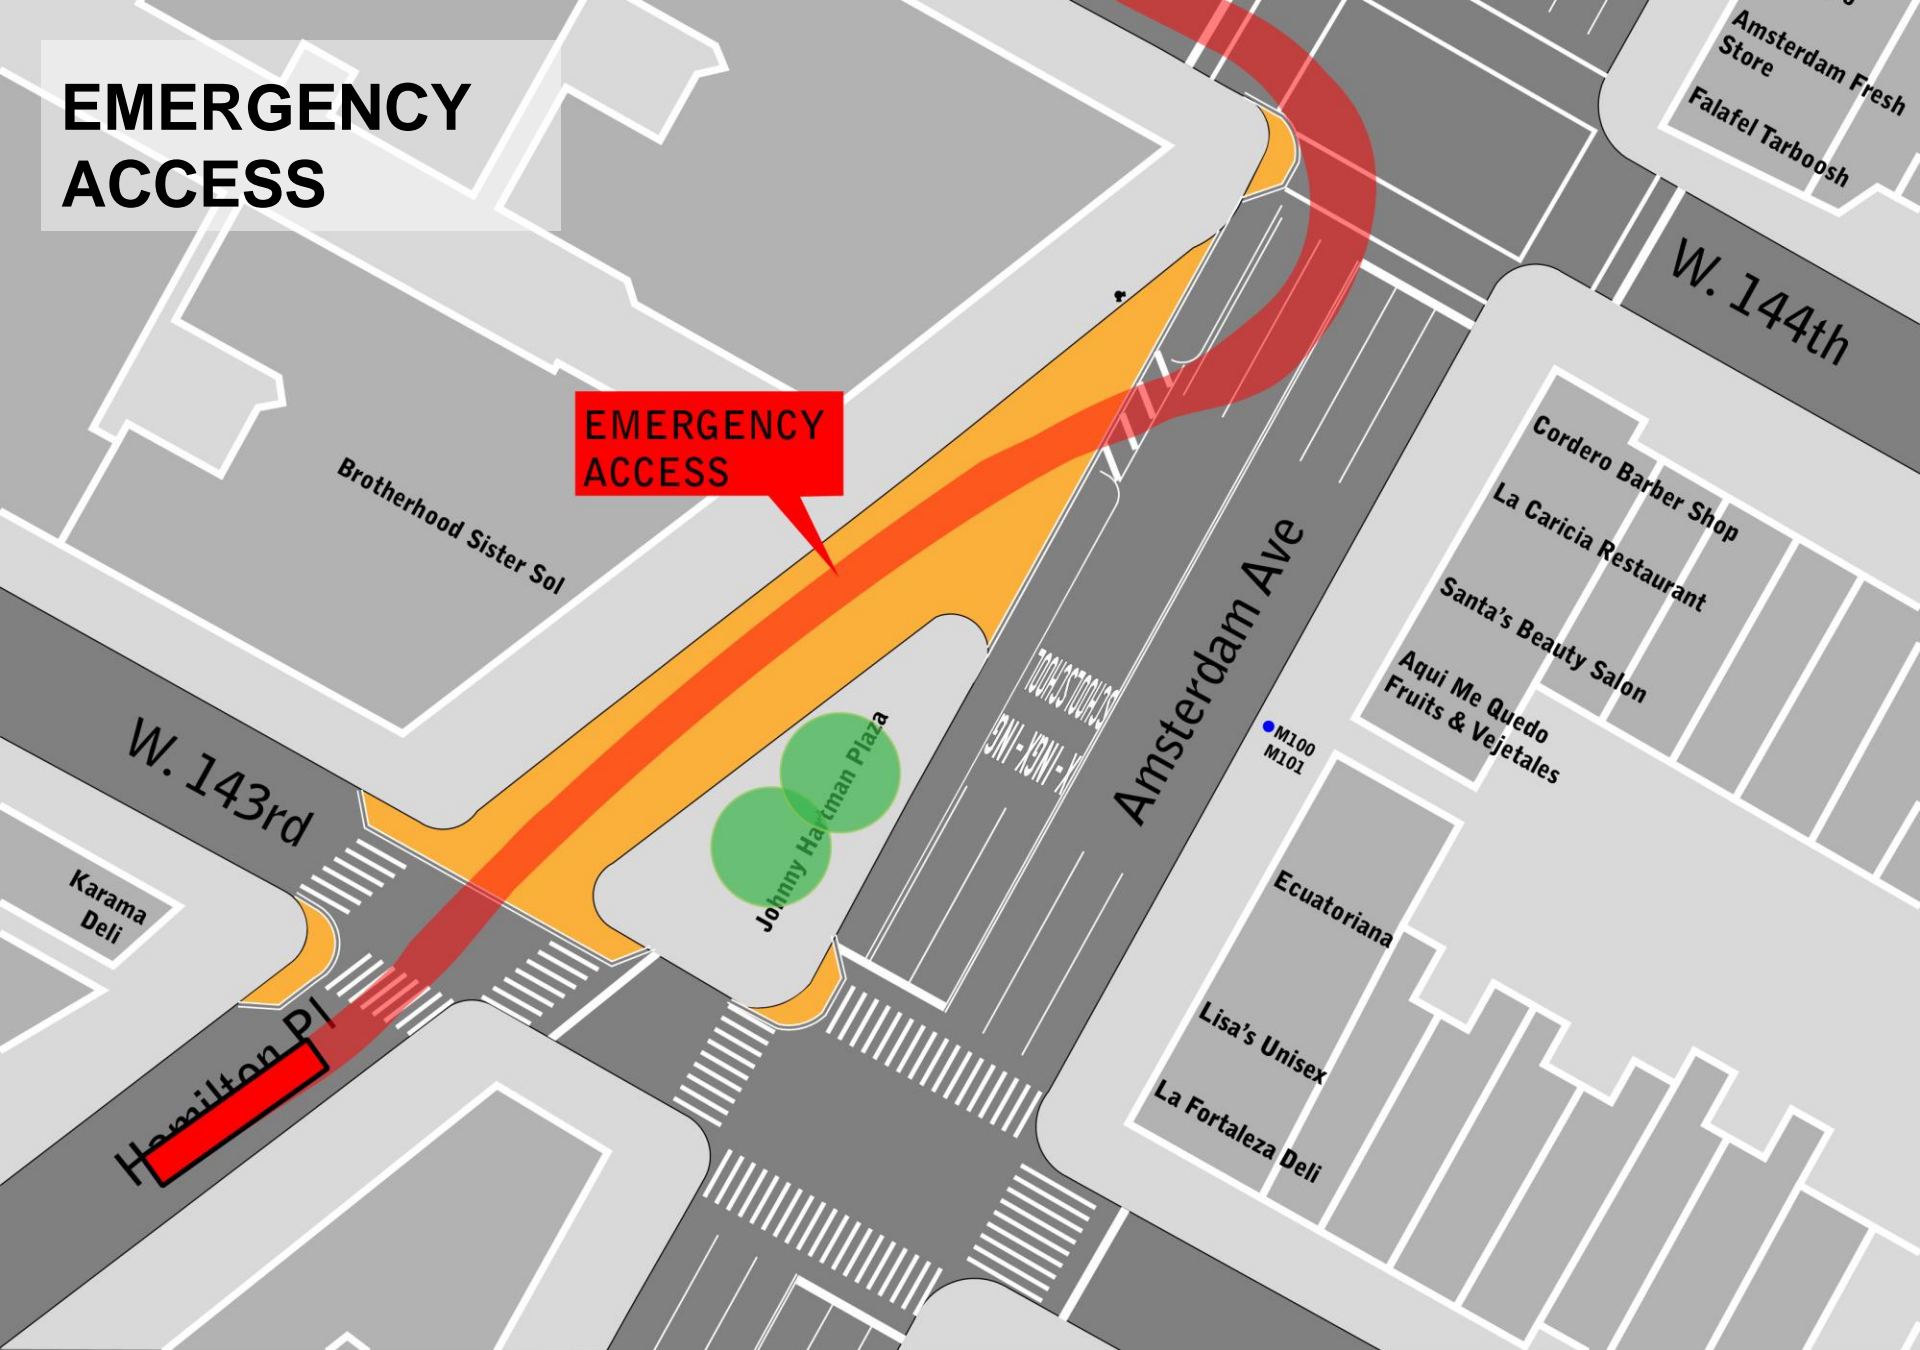 EMERGENCY
ACCESS
Amsterdam Fresh
Store
Falafel Tarboosh
W. 144th
EMERGENCY
ACCESS
Brotherhood Sister Sol
Cordero Barber Shop
La Caricia Restaurant
Santa's Beauty Salon
Aqui Me Quedo
Fruits & Vejetales
Amsterdam Ave
M100
M101
W. 143rd
Johnny Hartman Plaza
Karama
Deli
Ecuatoriana
Hamilton Pl
Lisa's Unisex
La Fortaleza Deli